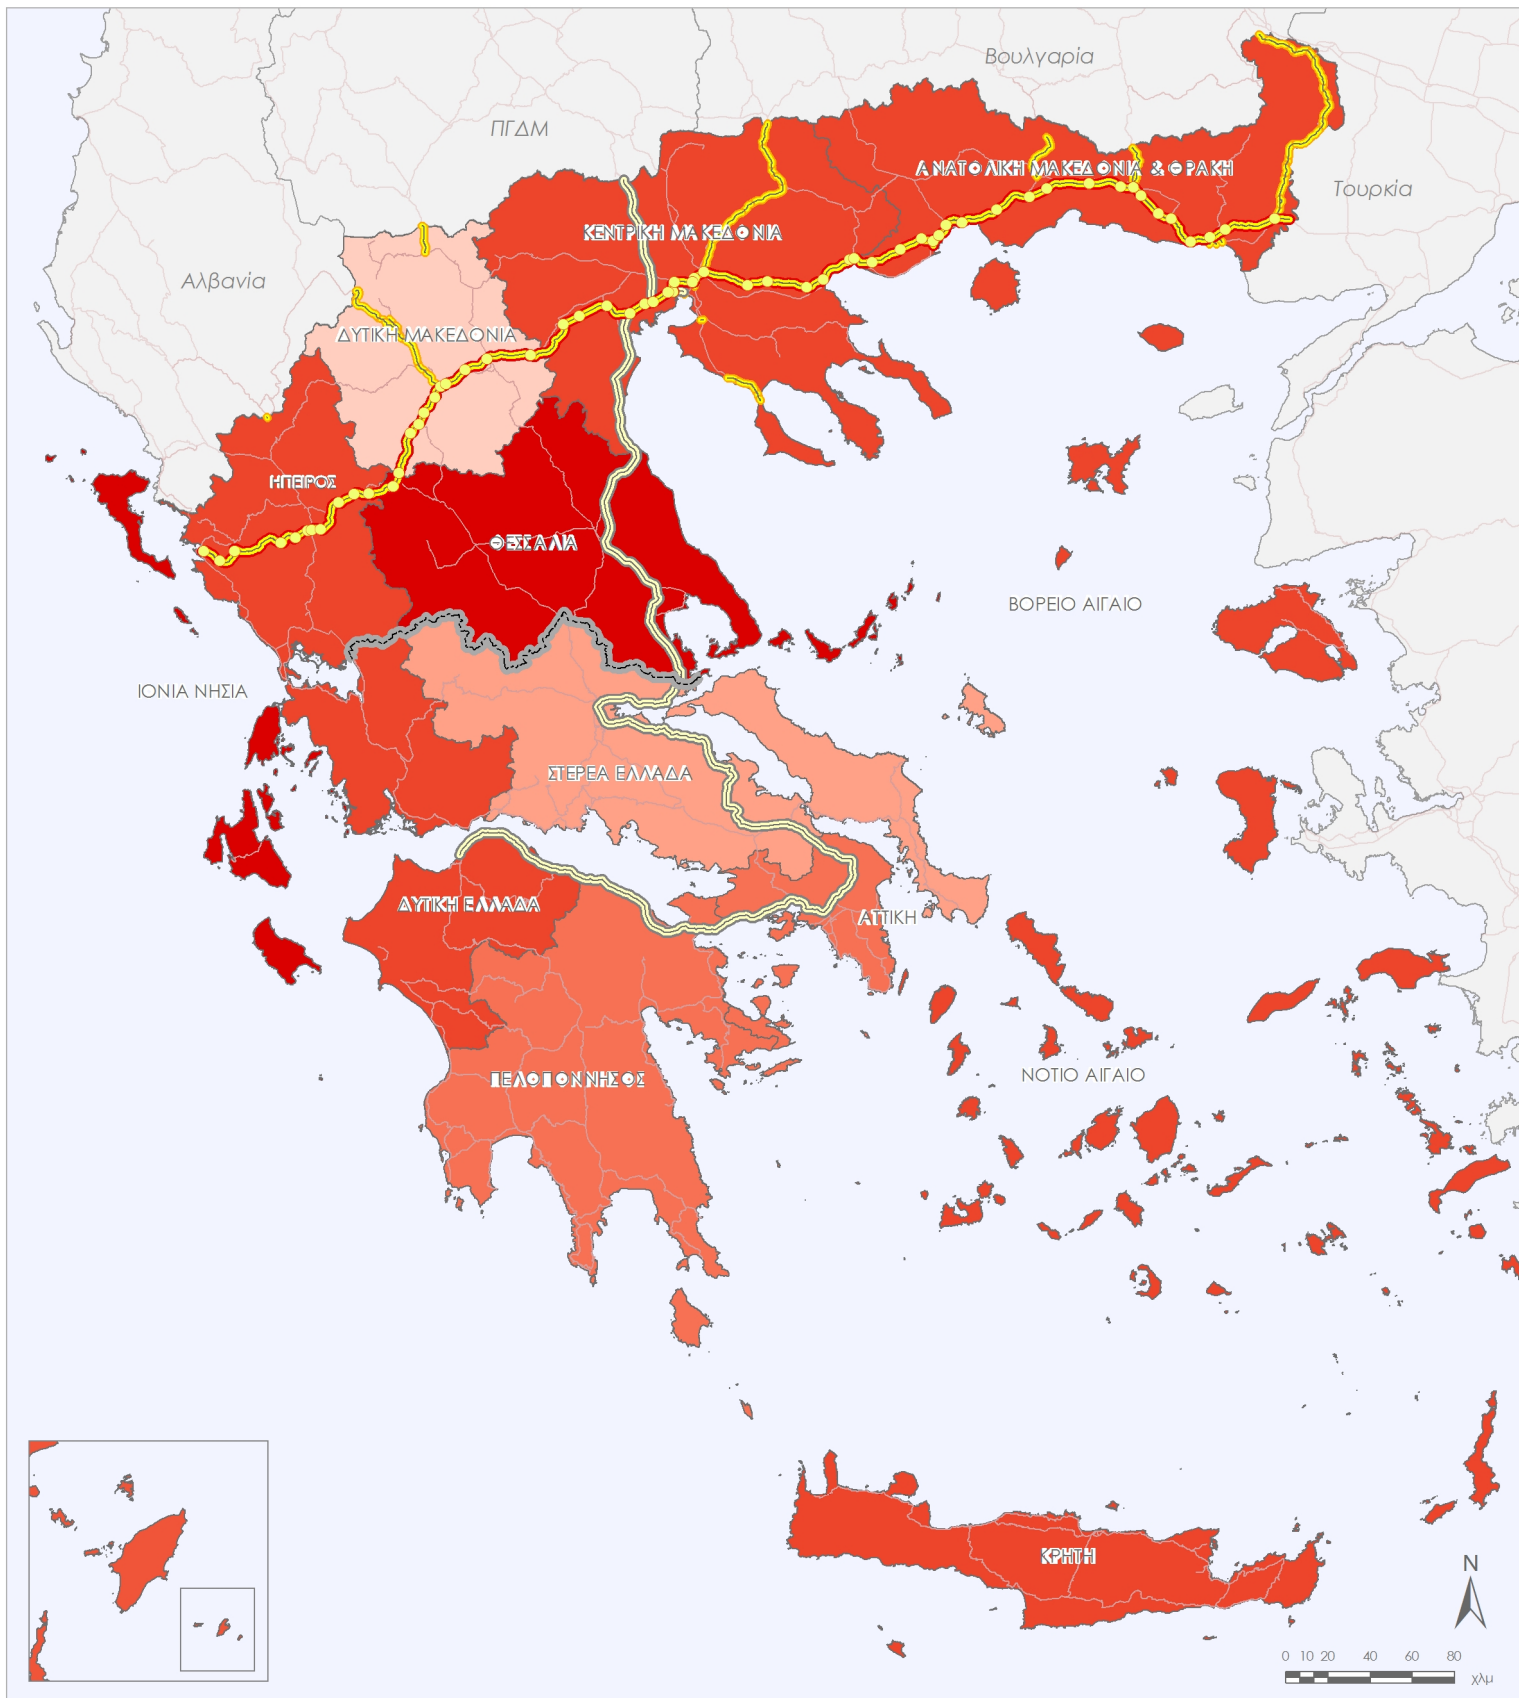 Βουλγαρία
ΠΓΔΜ
ΑΝΑΤΟΛΙΚΗ ΜΑΚΕΔΟΝΙΑ & ΘΡΑΚΗ
Τουρκία
ΚΕΝΤΡΙΚΗ ΜΑΚΕΔΟΝΙΑ
Αλβανία
ΔΥΤΙΚΗ ΜΑΚΕΔΟΝΙΑ
ΗΠΕΙΡΟΣ
ΘΕΣΣΑΛΙΑ
ΒΟΡΕΙΟ ΑΙΓΑΙΟ
ΙΟΝΙΑ ΝΗΣΙΑ
ΣΤΕΡΕΑ ΕΛΛΑΔΑ
ΔΥΤΙΚΗ ΕΛΛΑΔΑ
ΑΤΤΙΚΗ
ΝΟΤΙΟ ΑΙΓΑΙΟ
ΠΕΛΟΠΟΝΝΗΣΟΣ
ΚΡΗΤΗ
N
0 10 20 40 60 80
χλμ